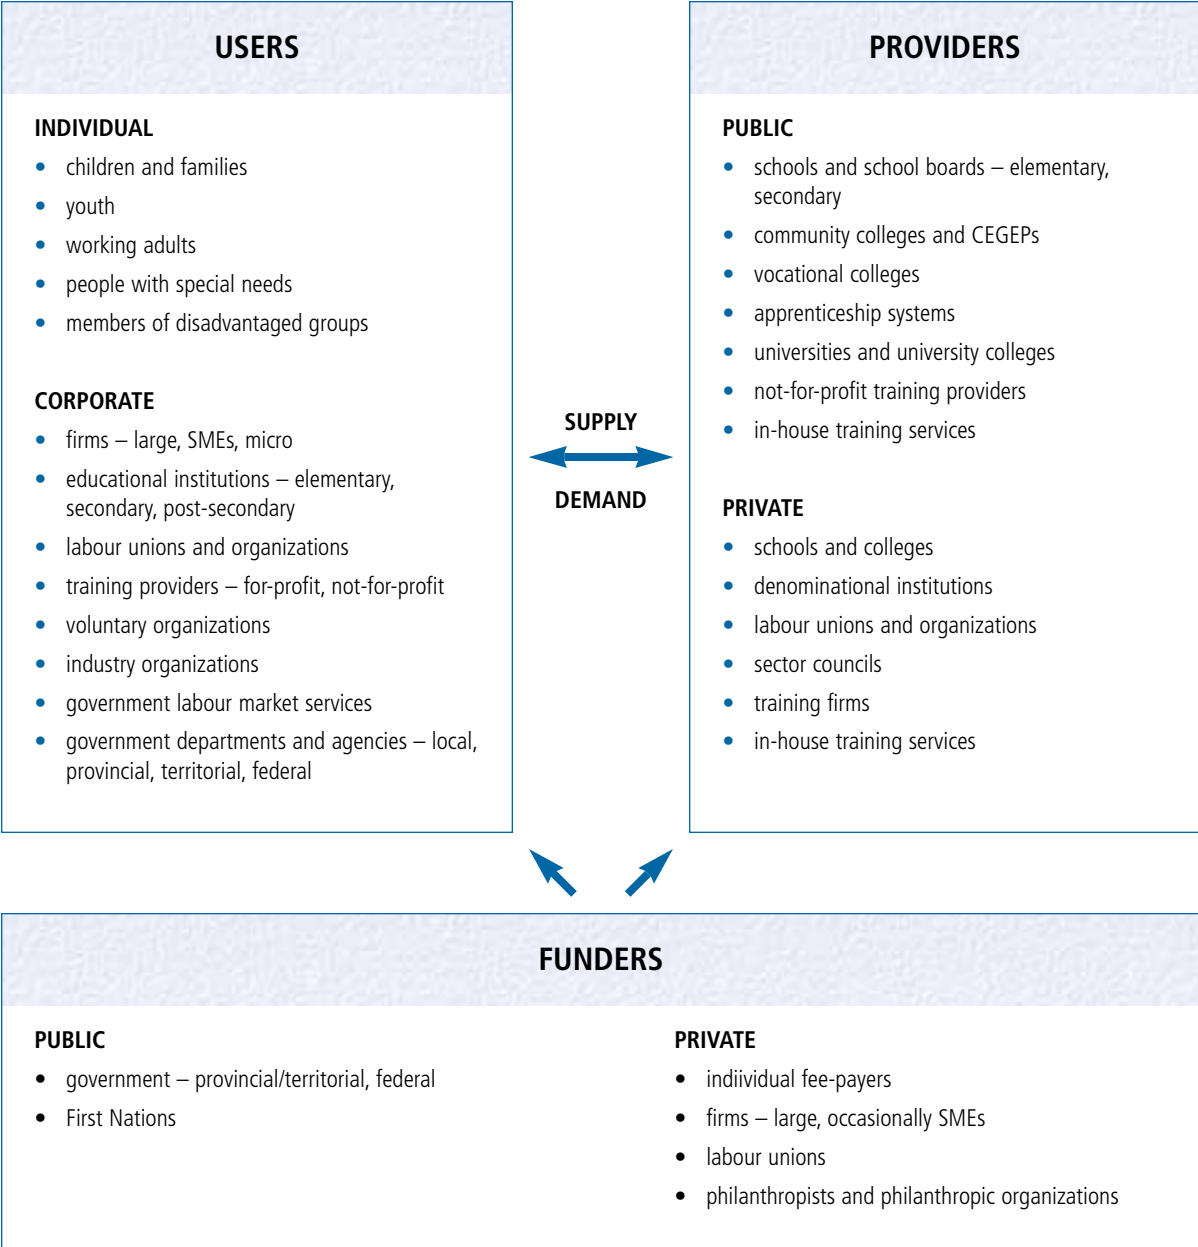 USERS
INDIVIDUAL
• children and families
• youth
• working adults
• people with special needs
• members of disadvantaged groups
CORPORATE
• firms – large, SMEs, micro
• educational institutions – elementary,
secondary, post-secondary
• labour unions and organizations
• training providers – for-profit, not-for-profit
• voluntary organizations
• industry organizations
• government labour market services
• government departments and agencies – local,
provincial, territorial, federal
SUPPLY
DEMAND
PROVIDERS
PUBLIC
• schools and school boards – elementary,
secondary
• community colleges and CEGEPs
• vocational colleges
• apprenticeship systems
• universities and university colleges
• not-for-profit training providers
• in-house training services
PRIVATE
• schools and colleges
• denominational institutions
• labour unions and organizations
• sector councils
• training firms
• in-house training services
FUNDERS
PUBLIC
• government – provincial/territorial, federal
• First Nations
PRIVATE
• indiividual fee-payers
• firms – large, occasionally SMEs
• labour unions
• philanthropists and philanthropic organizations